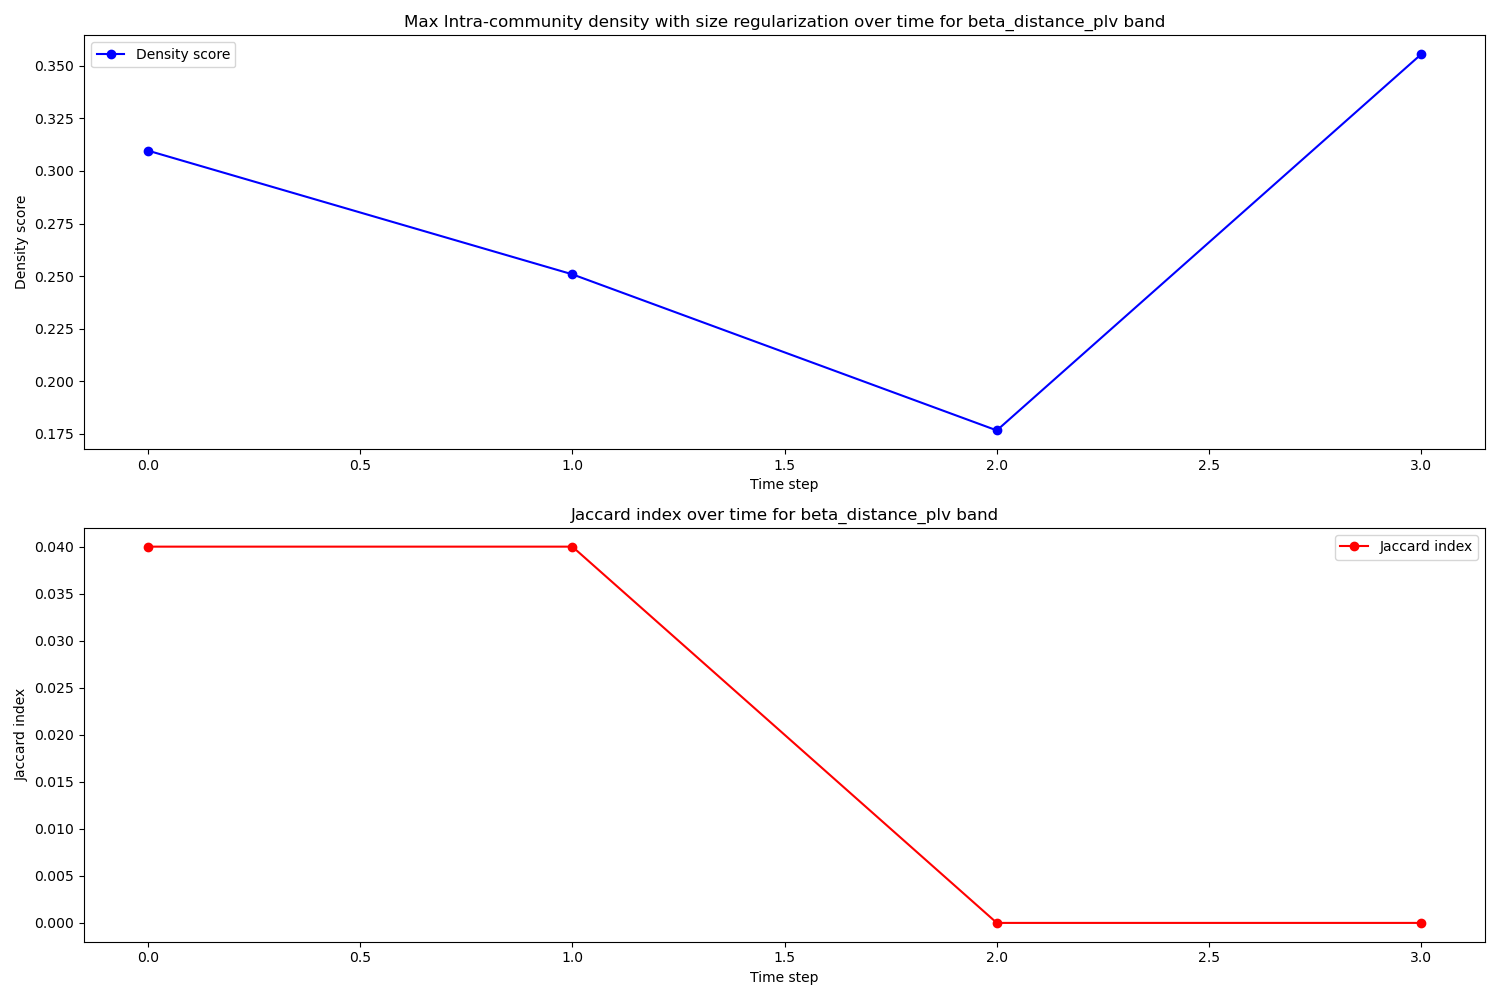 Max Intra-community density with size regularization over time for beta_distance_plv band
Density score
0.350
0.325
0.300
0.275
0.250
0.225
0.200
0.175
Density score
0.0 0.5 1.0 1.5 2.0 2.5 3.0
Time step
Jaccard index over time for beta_distance_plv band
Jaccard index
0.040
0.035
0.030
0.025
0.020
0.015
0.010
0.005
0.000
Jaccard index
0.0 0.5 1.0 1.5 2.0 2.5 3.0
Time step